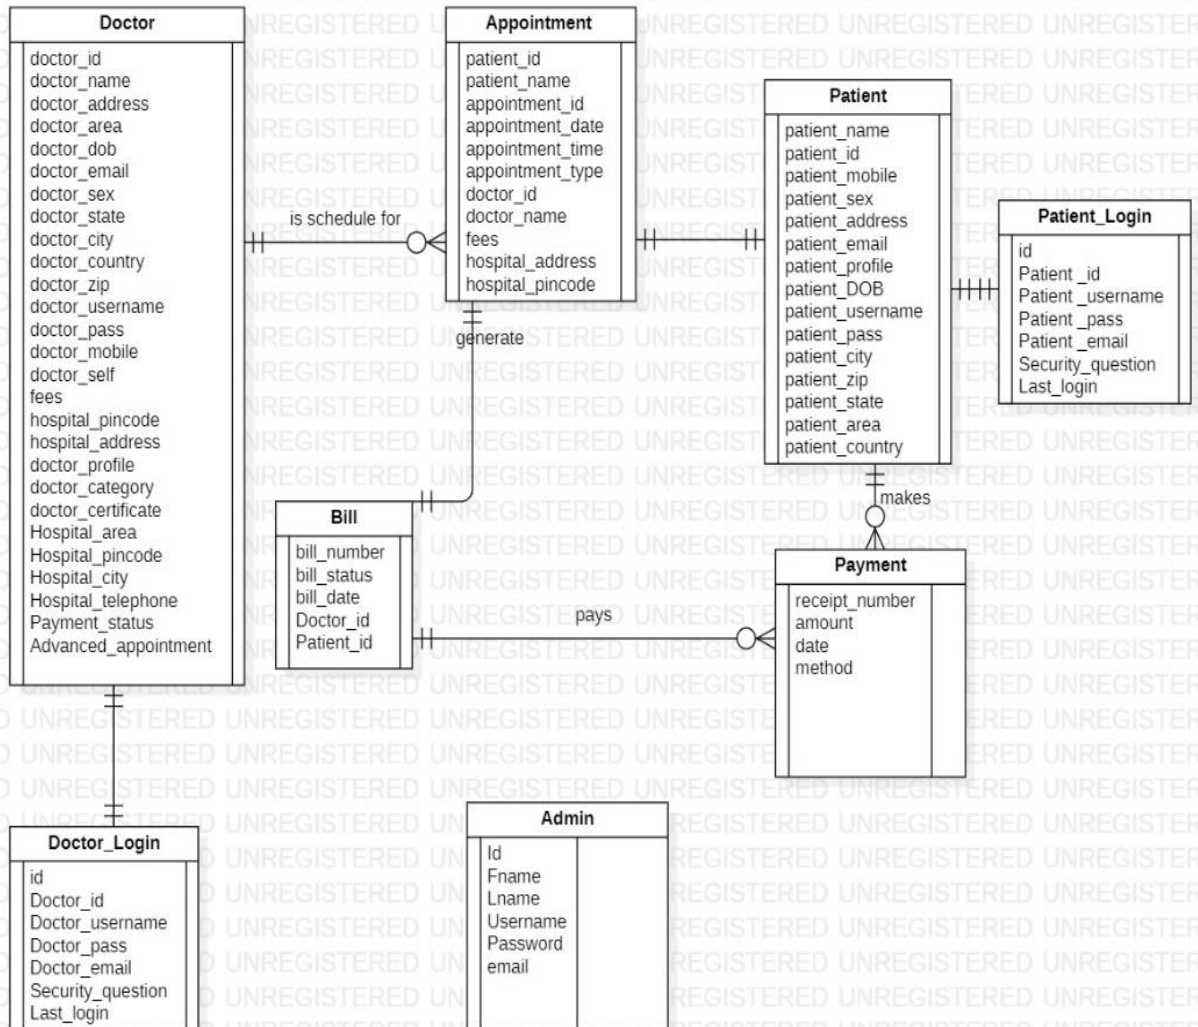 Doctor
doctor_id
doctor_name
doctor_address
doctor_area
doctor_dob
doctor_email
doctor_sex
doctor_state
doctor_city
doctor_country
doctor_zip
doctor_username
doctor_pass
doctor_mobile
doctor_self
fees
hospital_pincode
hospital_address
doctor_profile
doctor_category
doctor_certificate
Hospital_area
Hospital_pincode
Hospital_city
Hospital_telephone
Payment_status
Advanced_appointment
is schedule for
Appointment
patient_id
patient_name
appointment_id
appointment_date
appointment_time
appointment_type
doctor_id
doctor_name
fees
hospital_address
hospital_pincode
generate
Patient
patient_name
patient_id
patient_mobile
patient_sex
patient_address
patient_email
patient_profile
patient_DOB
patient_username
patient_pass
patient_city
patient_zip
patient_state
patient_area
patient_country
Patient_Login
id
Patient _id
Patient _username
Patient _pass
Patient _email
Security_question
Last_login
makes
Bill
bill_number
bill_status
bill_date
Doctor_id
Patient_id
pays
Payment
receipt_number
amount
date
method
Doctor_Login
id
Doctor_id
Doctor_username
Doctor_pass
Doctor_email
Security_question
Last_login
Admin
Id
Fname
Lname
Username
Password
email
UNREGISTERED